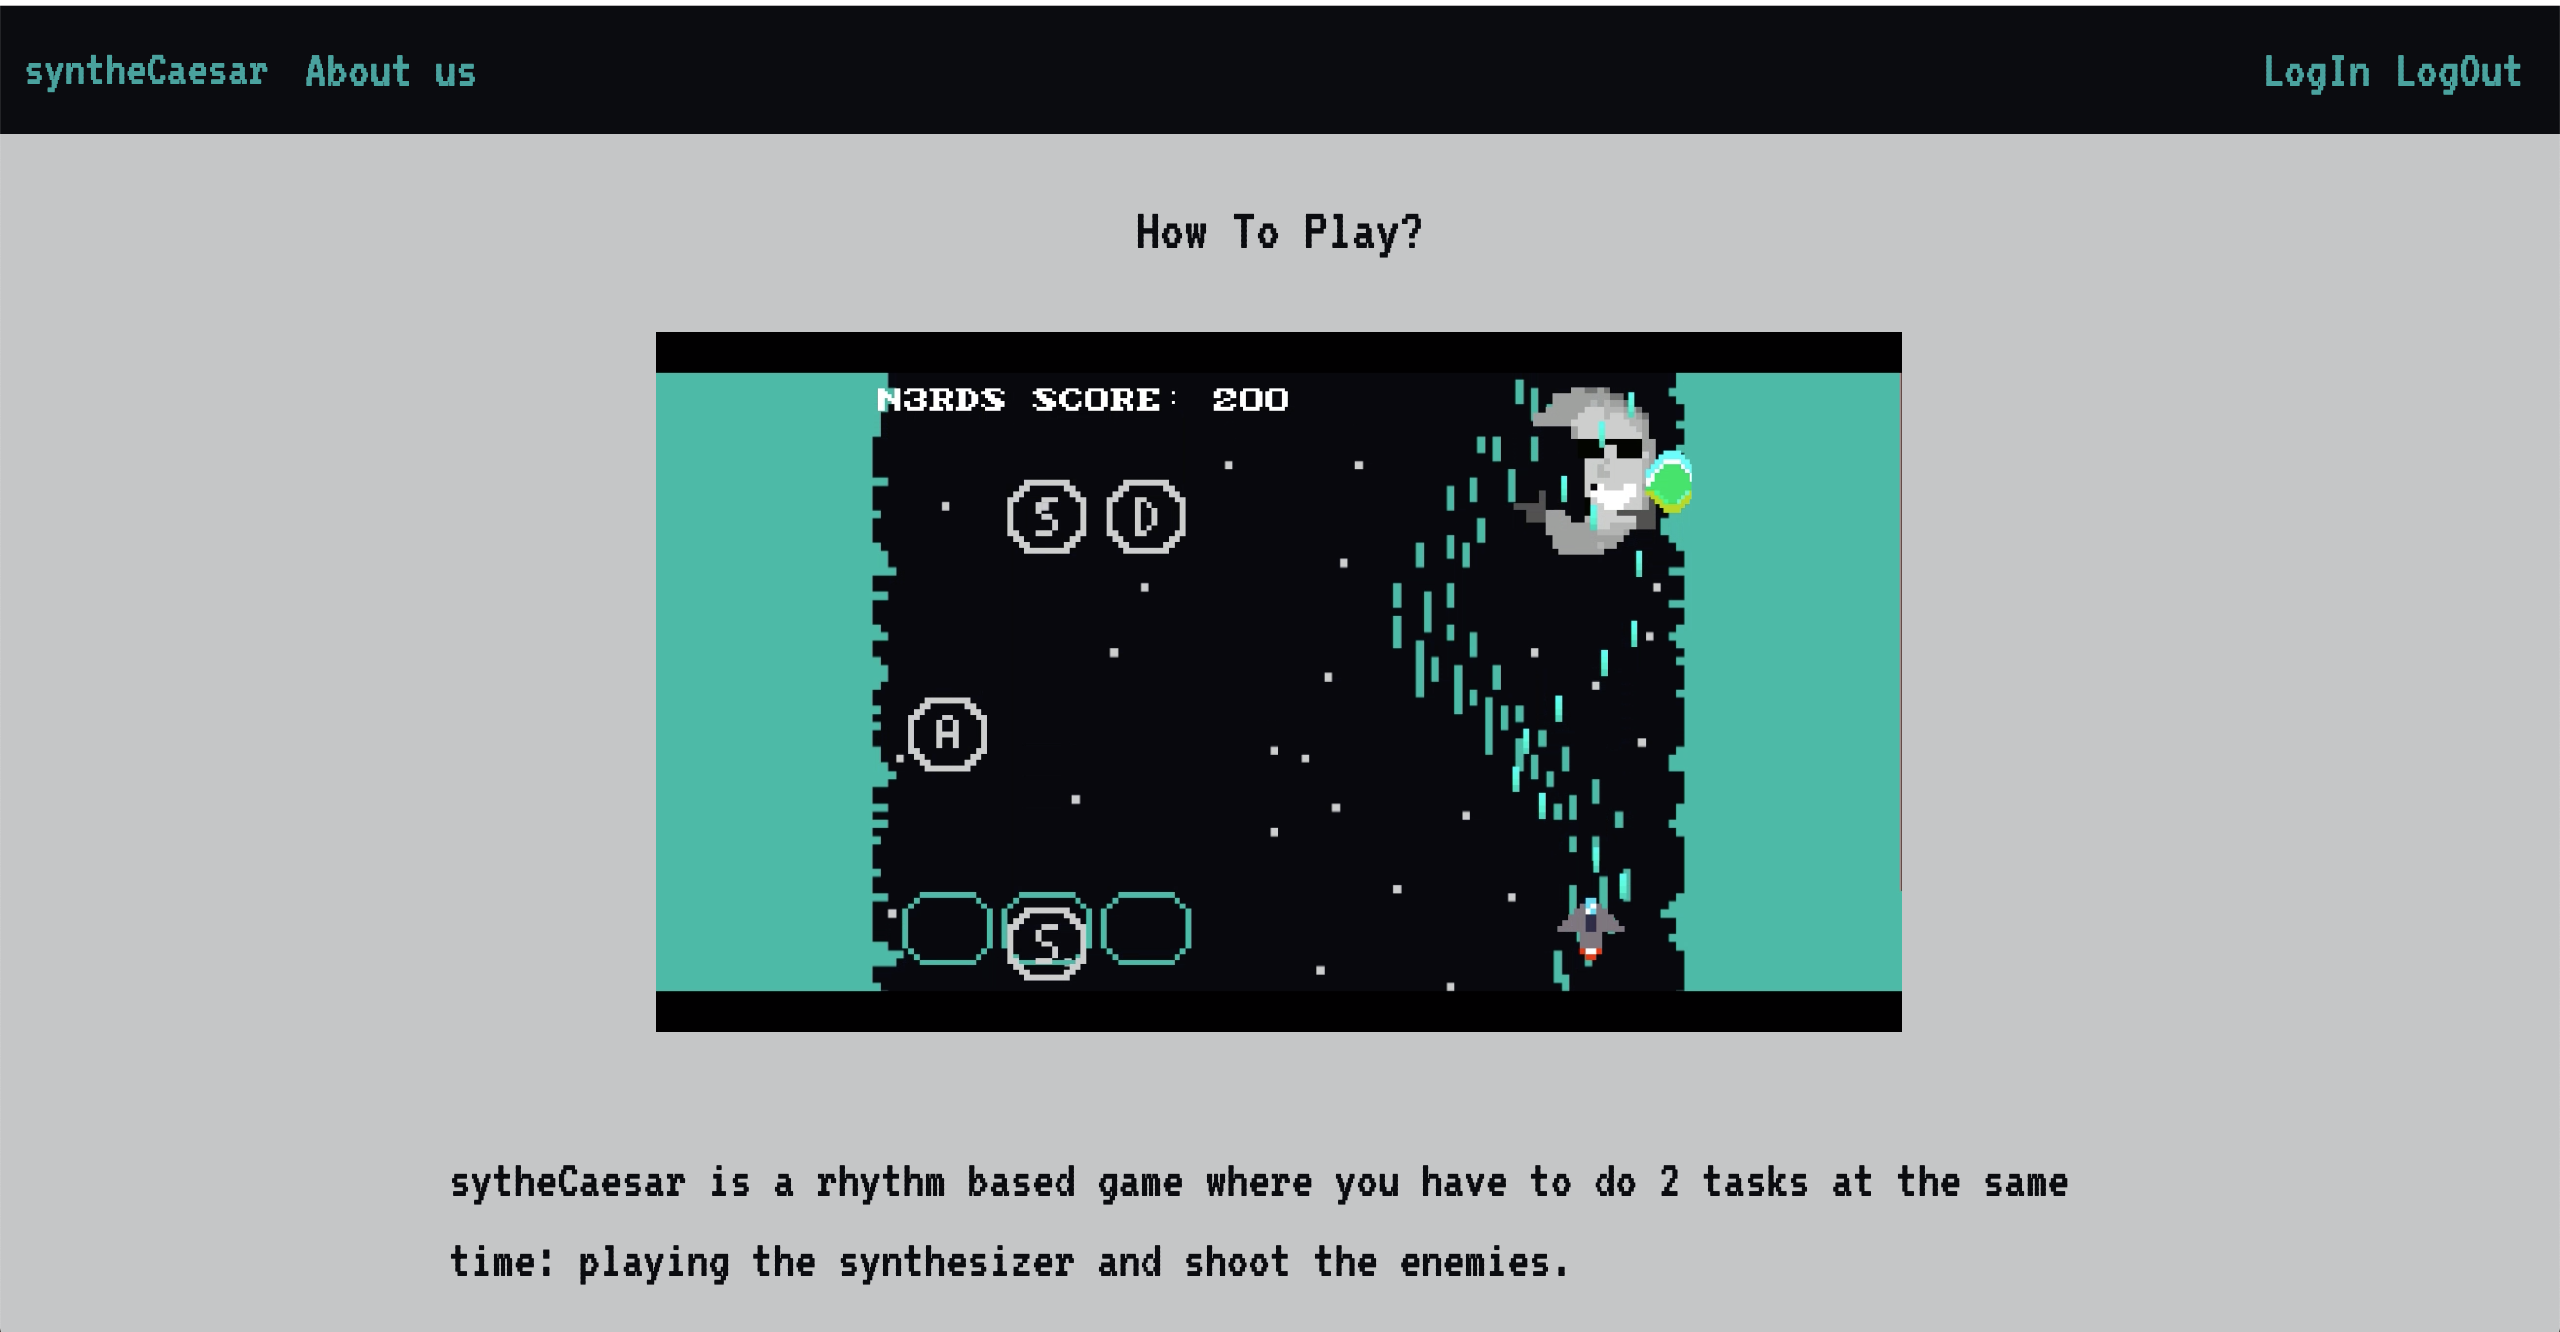 syntheCaesar About us LogIn LogOut
How To Play?
N3RDS SCORE: 200
S D
A
S
sytheCaesar is a rhythm based game where you have to do 2 tasks at the same
time: playing the synthesizer and shoot the enemies.